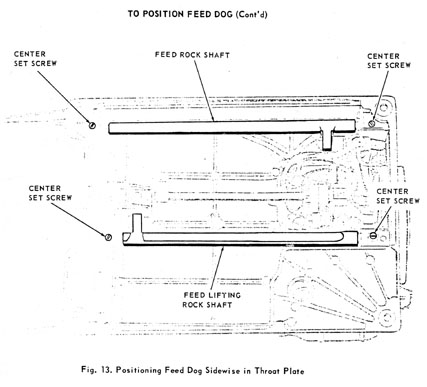 TO POSITION FEED DOG (Cont'd)
CENTER
SET SCREW
FEED ROCK SHAFT
CENTER
SET SCREW
CENTER
SET SCREW
CENTER
SET SCREW
FEED LIFTING
ROCK SHAFT
Fig. 13. Positioning Feed Dog Sidewise in Throat Plate